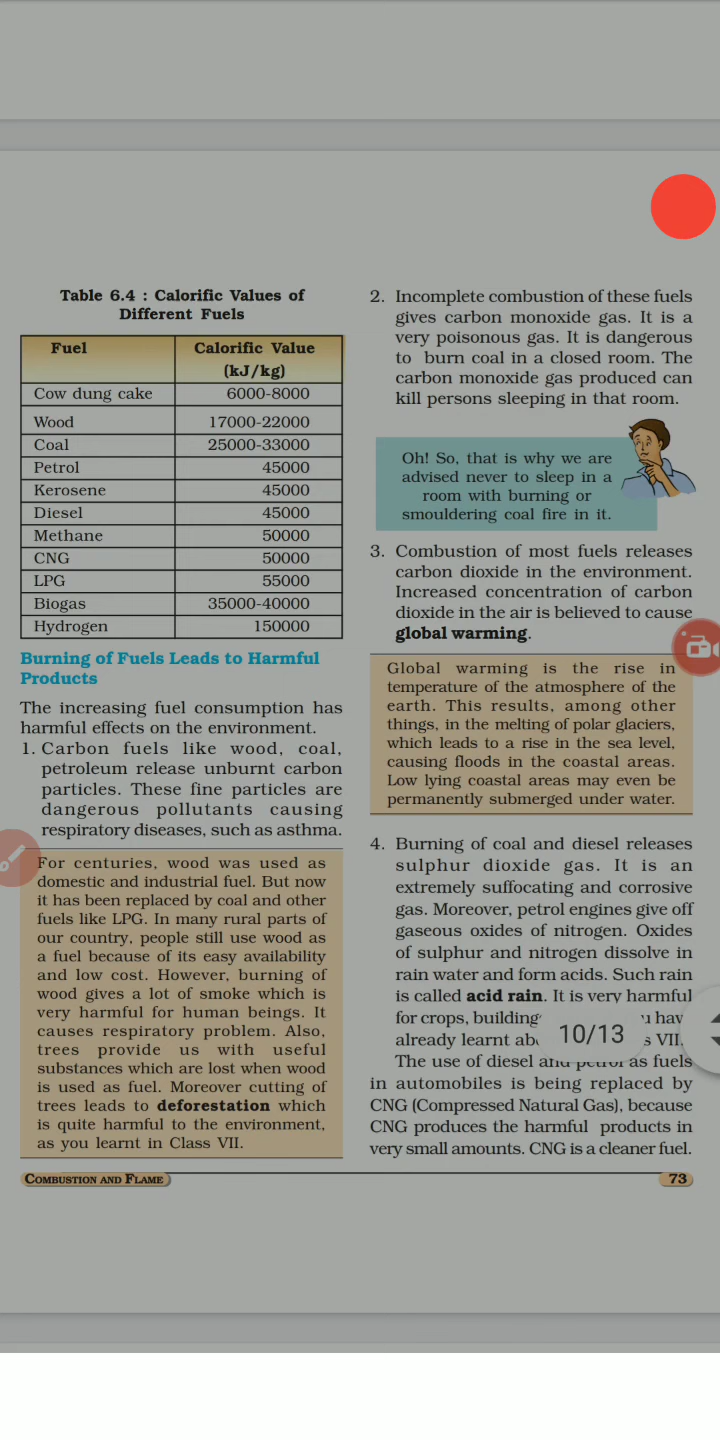 Table 6.4 : Calorific Values of
Different Fuels
Fuel Calorific Value
(kJ/kg)
Cow dung cake 6000-8000
Wood 17000-22000
Coal 25000-33000
Petrol 45000
Kerosene 45000
Diesel 45000
Methane 50000
CNG 50000
LPG 55000
Biogas 35000-40000
Hydrogen 150000
Burning of Fuels Leads to Harmful
Products
The increasing fuel consumption has
harmful effects on the environment.
1. Carbon fuels like wood, coal,
petroleum release unburnt carbon
particles. These fine particles are
dangerous pollutants causing
respiratory diseases, such as asthma.
For centuries, wood was used as
domestic and industrial fuel. But now
it has been replaced by coal and other
fuels like LPG. In many rural parts of
our country, people still use wood as
a fuel because of its easy availability
and low cost. However, burning of
wood gives a lot of smoke which is
very harmful for human beings. It
causes respiratory problem. Also,
trees provide us with useful
substances which are lost when wood
is used as fuel. Moreover cutting of
trees leads to deforestation which
is quite harmful to the environment,
as you learnt in Class VII.
2. Incomplete combustion of these fuels
gives carbon monoxide gas. It is a
very poisonous gas. It is dangerous
to burn coal in a closed room. The
carbon monoxide gas produced can
kill persons sleeping in that room.
Oh! So, that is why we are
advised never to sleep in a
room with burning or
smouldering coal fire in it.
3. Combustion of most fuels releases
carbon dioxide in the environment.
Increased concentration of carbon
dioxide in the air is believed to cause
global warming.
Global warming is the rise in
temperature of the atmosphere of the
earth. This results, among other
things, in the melting of polar glaciers,
which leads to a rise in the sea level,
causing floods in the coastal areas.
Low lying coastal areas may even be
permanently submerged under water.
4. Burning of coal and diesel releases
sulphur dioxide gas. It is an
extremely suffocating and corrosive
gas. Moreover, petrol engines give off
gaseous oxides of nitrogen. Oxides
of sulphur and nitrogen dissolve in
rain water and form acids. Such rain
is called acid rain. It is very harmful
for crops, building
already learnt VII.
10/13
The use of diesel and petrol as fuels
in automobiles is being replaced by
CNG (Compressed Natural Gas), because
CNG produces the harmful products in
very small amounts. CNG is a cleaner fuel.
COMBUSTION AND FLAME 73